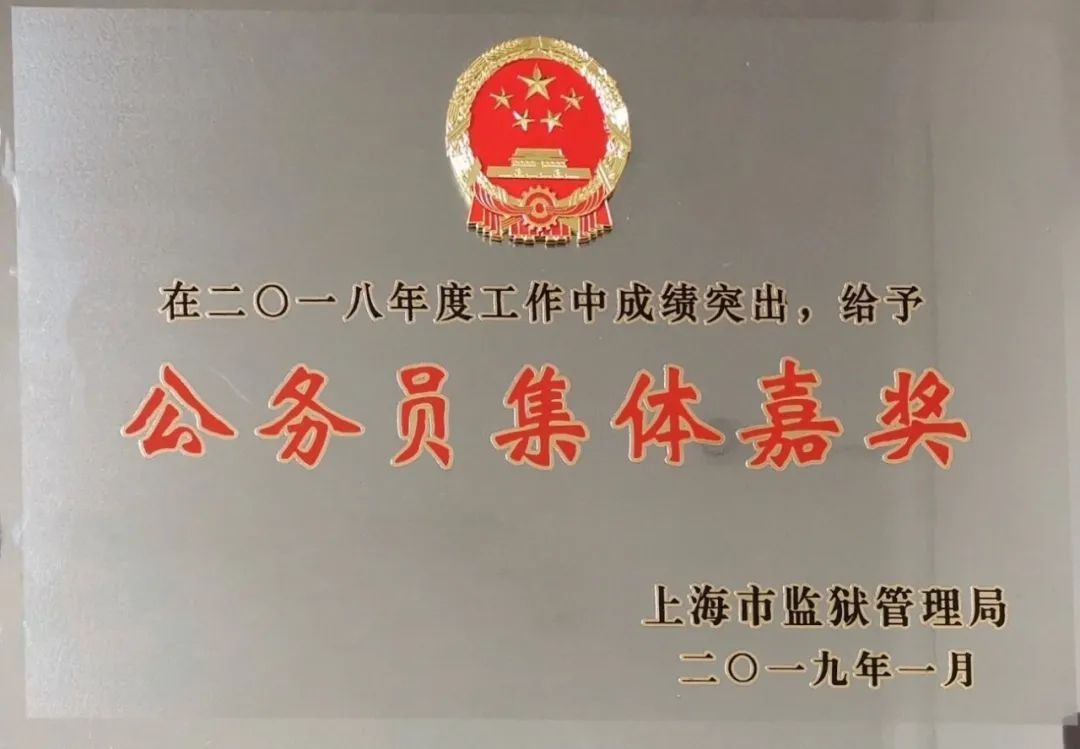 在二〇一八年度工作中成绩突出，给予
公务员集体嘉奖
上海市监狱管理局
二〇一九年一月